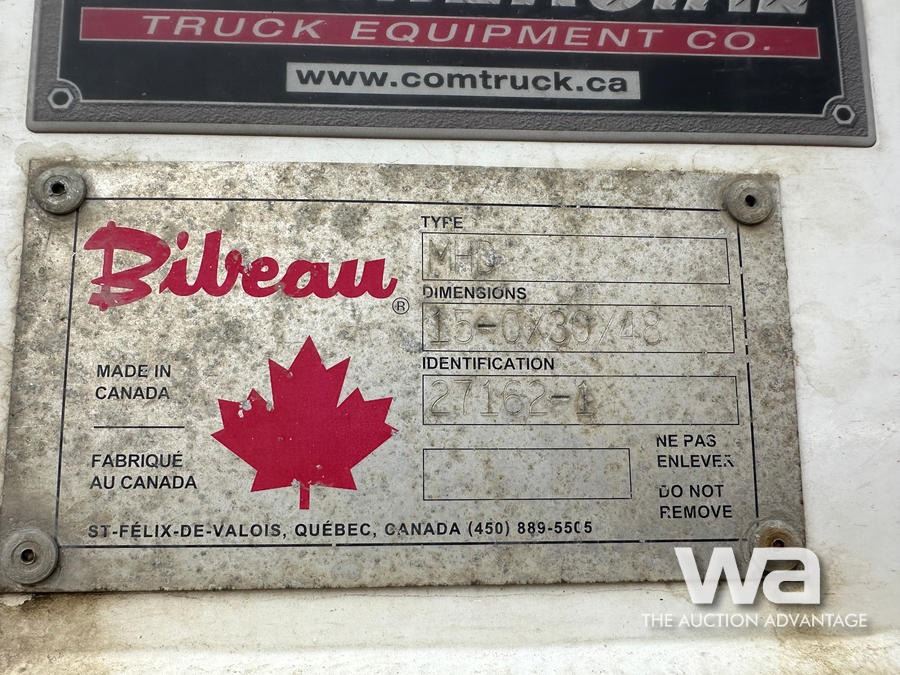 TRUCK EQUIPMENT CO.
www.comtruck.ca
Bibeau®
TYPE
MHD
DIMENSIONS
15-0X30X48
IDENTIFICATION
27162-1
MADE IN
CANADA
FABRIQUÉ
AU CANADA
NE PAS
ENLEVER
DO NOT
REMOVE
ST-FÉLIX-DE-VALOIS, QUÉBEC, CANADA (450) 889-5505
wa
THE AUCTION ADVANTAGE